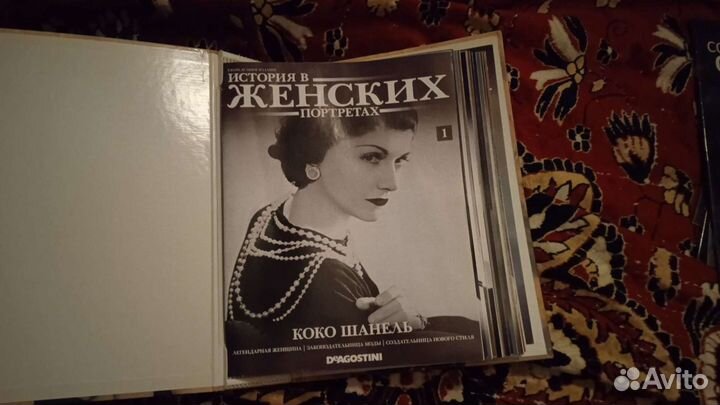 ИСТОРИЯ В
ЖЕНСКИХ
ПОРТРЕТАХ
1
КОКО ШАНЕЛЬ
ЛЕГЕНДАРНАЯ ЖЕНЩИНА | ЗАКОНОДАТЕЛЬНИЦА МОДЫ | СОЗДАТЕЛЬНИЦА НОВОГО СТИЛЯ
DeAGOSTINI
Avito